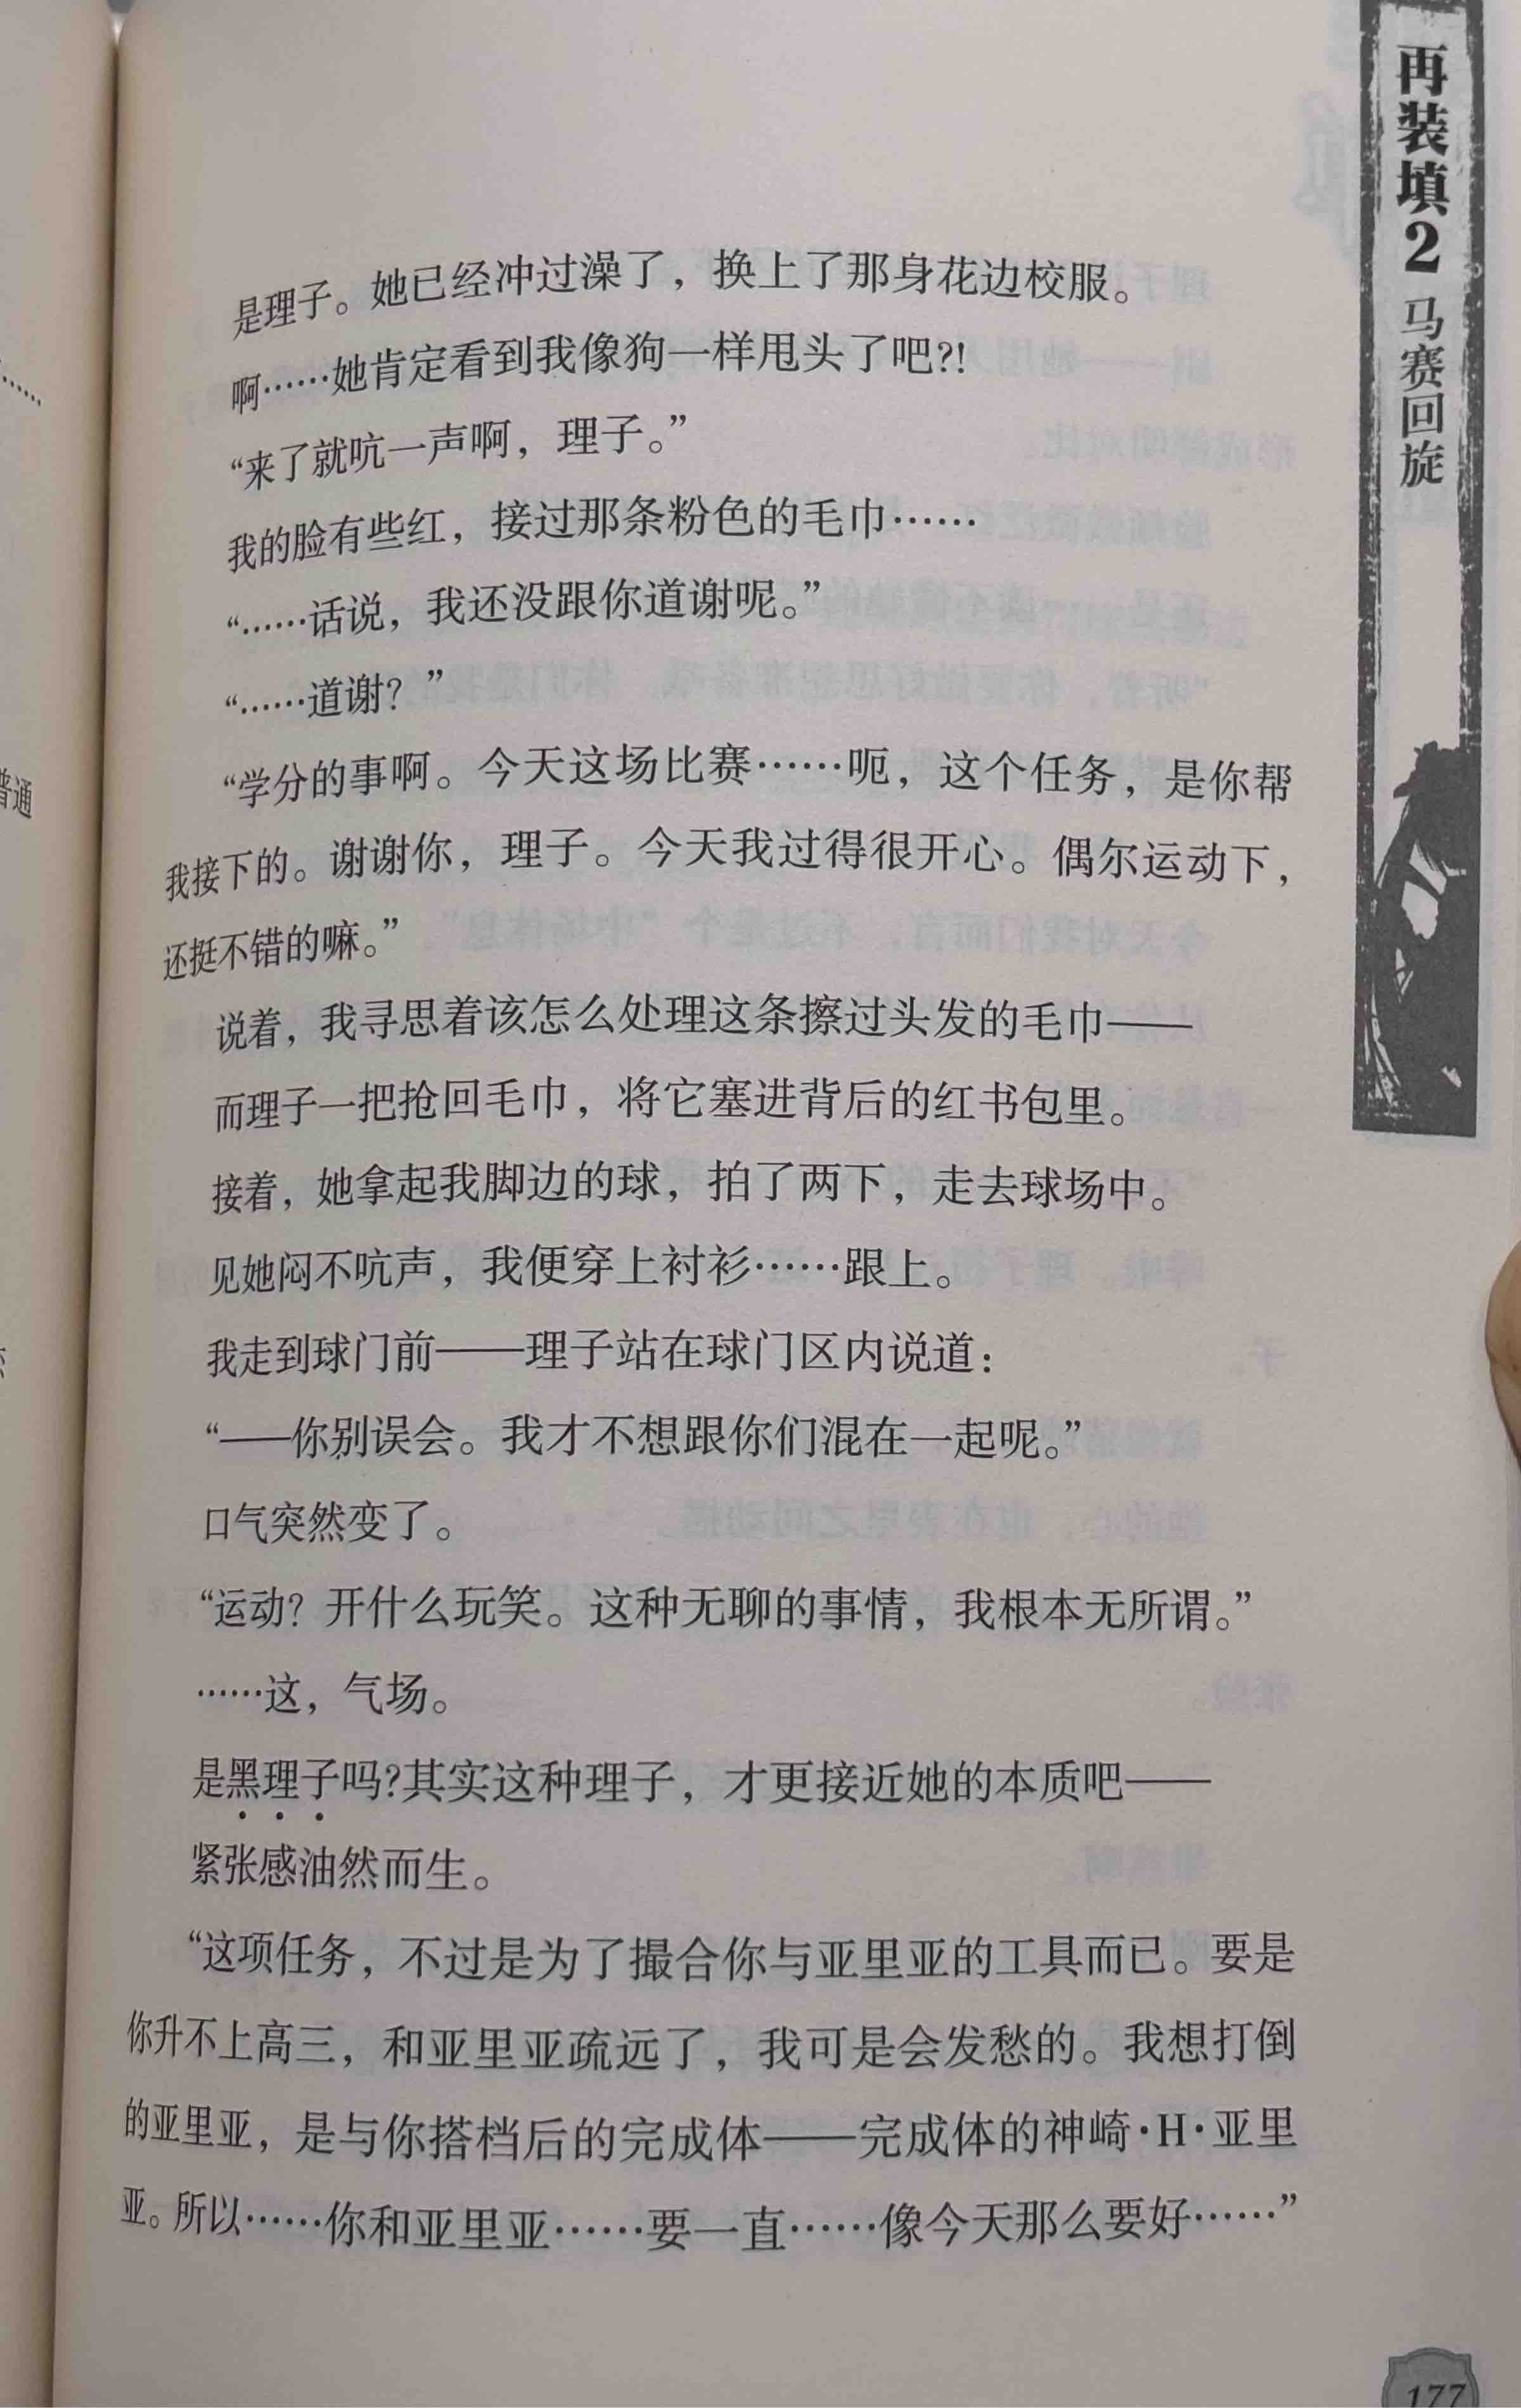 再装填2 马赛回旋
是理子。她已经冲过澡了，换上了那身花边校服。
啊……她肯定看到我像狗一样甩头了吧?!
“来了就吭一声啊，理子。”
我的脸有些红，接过那条粉色的毛巾……
“……话说，我还没跟你道谢呢。”
“……道谢？”
“学分的事啊。今天这场比赛……呃，这个任务，是你帮
我接下的。谢谢你，理子。今天我过得很开心。偶尔运动下，
还挺不错的嘛。”
说着，我寻思着该怎么处理这条擦过头发的毛巾——
而理子一把抢回毛巾，将它塞进背后的红书包里。
接着，她拿起我脚边的球，拍了两下，走去球场中。
见她闷不吭声，我便穿上衬衫……跟上。
我走到球门前——理子站在球门区内说道：
“——你别误会。我才不想跟你们混在一起呢。”
口气突然变了。
“运动？开什么玩笑。这种无聊的事情，我根本无所谓。”
……这，气场。
是黑理子吗?其实这种理子，才更接近她的本质吧——
紧张感油然而生。
“这项任务，不过是为了撮合你与亚里亚的工具而已。要是
你升不上高三，和亚里亚疏远了，我可是会发愁的。我想打倒
的亚里亚，是与你搭档后的完成体——完成体的神崎·H·亚里
亚。所以……你和亚里亚……要一直……像今天那么要好……”
177
普通